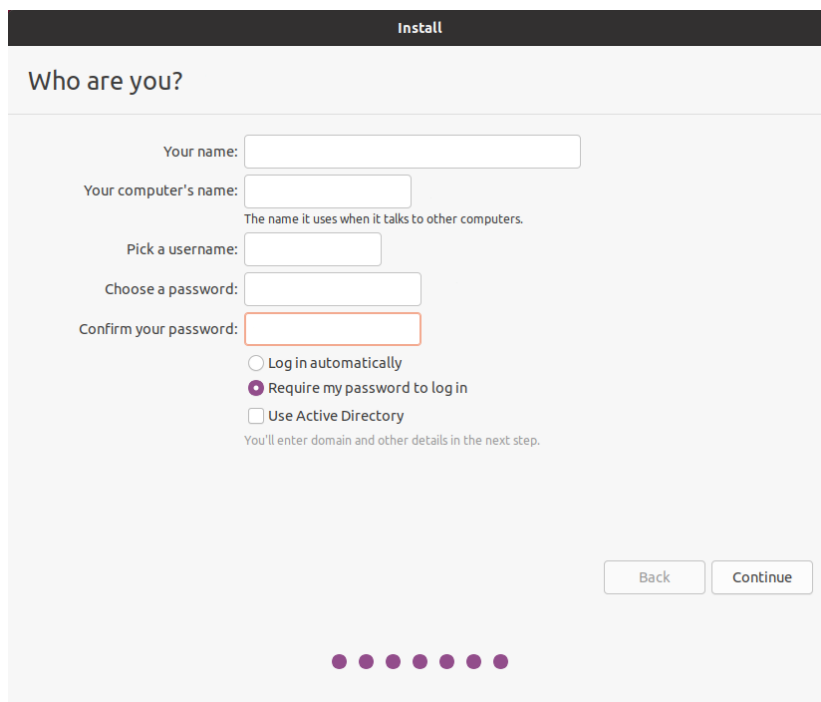 Install
Who are you?
Your name:
Your computer's name:
The name it uses when it talks to other computers.
Pick a username:
Choose a password:
Confirm your password:
Log in automatically
Require my password to log in
Use Active Directory
You'll enter domain and other details in the next step.
Back Continue